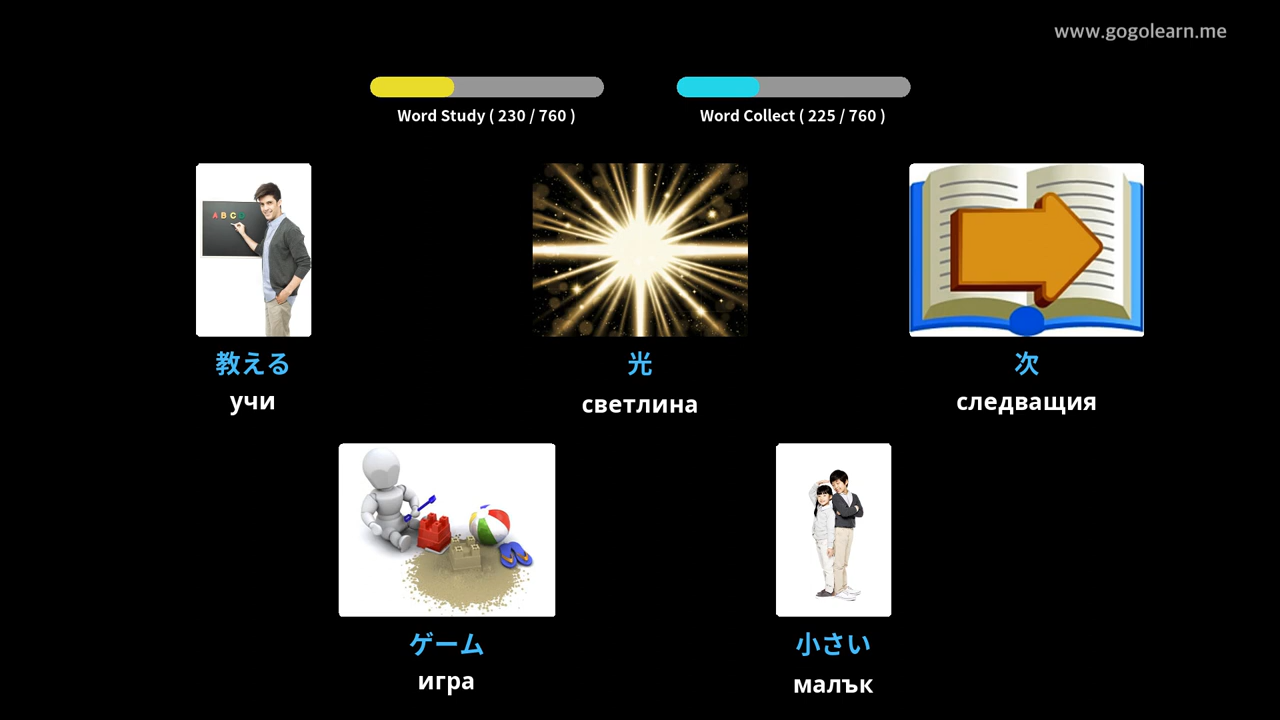 www.gogolearn.me
Word Study ( 230 / 760 )
Word Collect ( 225 / 760 )
A B C D
教える
учи
光
светлина
次
следващия
ゲーム
игра
小さい
малък